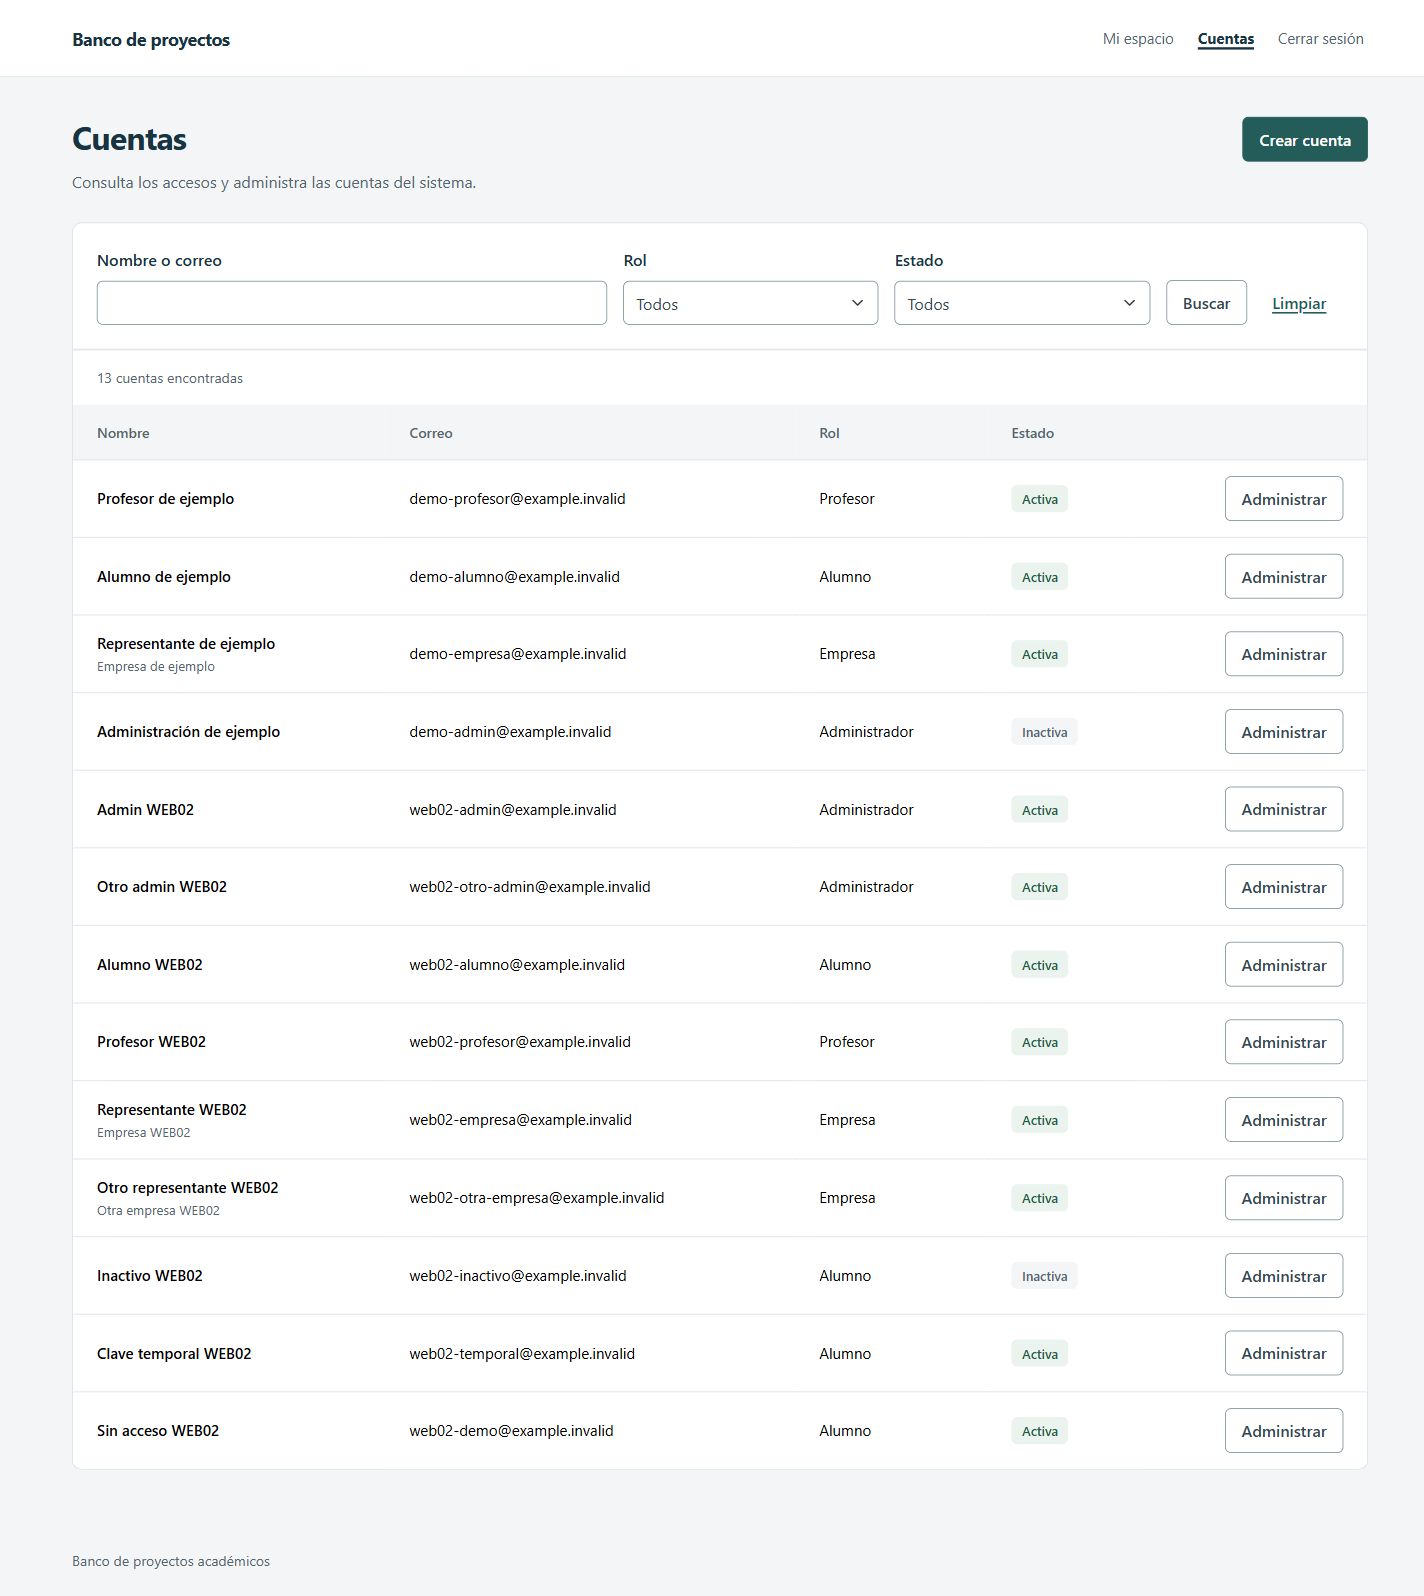 Banco de proyectos
Mi espacio Cuentas Cerrar sesión
Cuentas
Crear cuenta
Consulta los accesos y administra las cuentas del sistema.
Nombre o correo Rol Estado
Todos Todos Buscar Limpiar
13 cuentas encontradas
Nombre Correo Rol Estado
Profesor de ejemplo demo-profesor@example.invalid Profesor Activa Administrar
Alumno de ejemplo demo-alumno@example.invalid Alumno Activa Administrar
Representante de ejemplo
Empresa de ejemplo
demo-empresa@example.invalid Empresa Activa Administrar
Administración de ejemplo demo-admin@example.invalid Administrador Inactiva Administrar
Admin WEB02 web02-admin@example.invalid Administrador Activa Administrar
Otro admin WEB02 web02-otro-admin@example.invalid Administrador Activa Administrar
Alumno WEB02 web02-alumno@example.invalid Alumno Activa Administrar
Profesor WEB02 web02-profesor@example.invalid Profesor Activa Administrar
Representante WEB02
Empresa WEB02
web02-empresa@example.invalid Empresa Activa Administrar
Otro representante WEB02
Otra empresa WEB02
web02-otra-empresa@example.invalid Empresa Activa Administrar
Inactivo WEB02 web02-inactivo@example.invalid Alumno Inactiva Administrar
Clave temporal WEB02 web02-temporal@example.invalid Alumno Activa Administrar
Sin acceso WEB02 web02-demo@example.invalid Alumno Activa Administrar
Banco de proyectos académicos